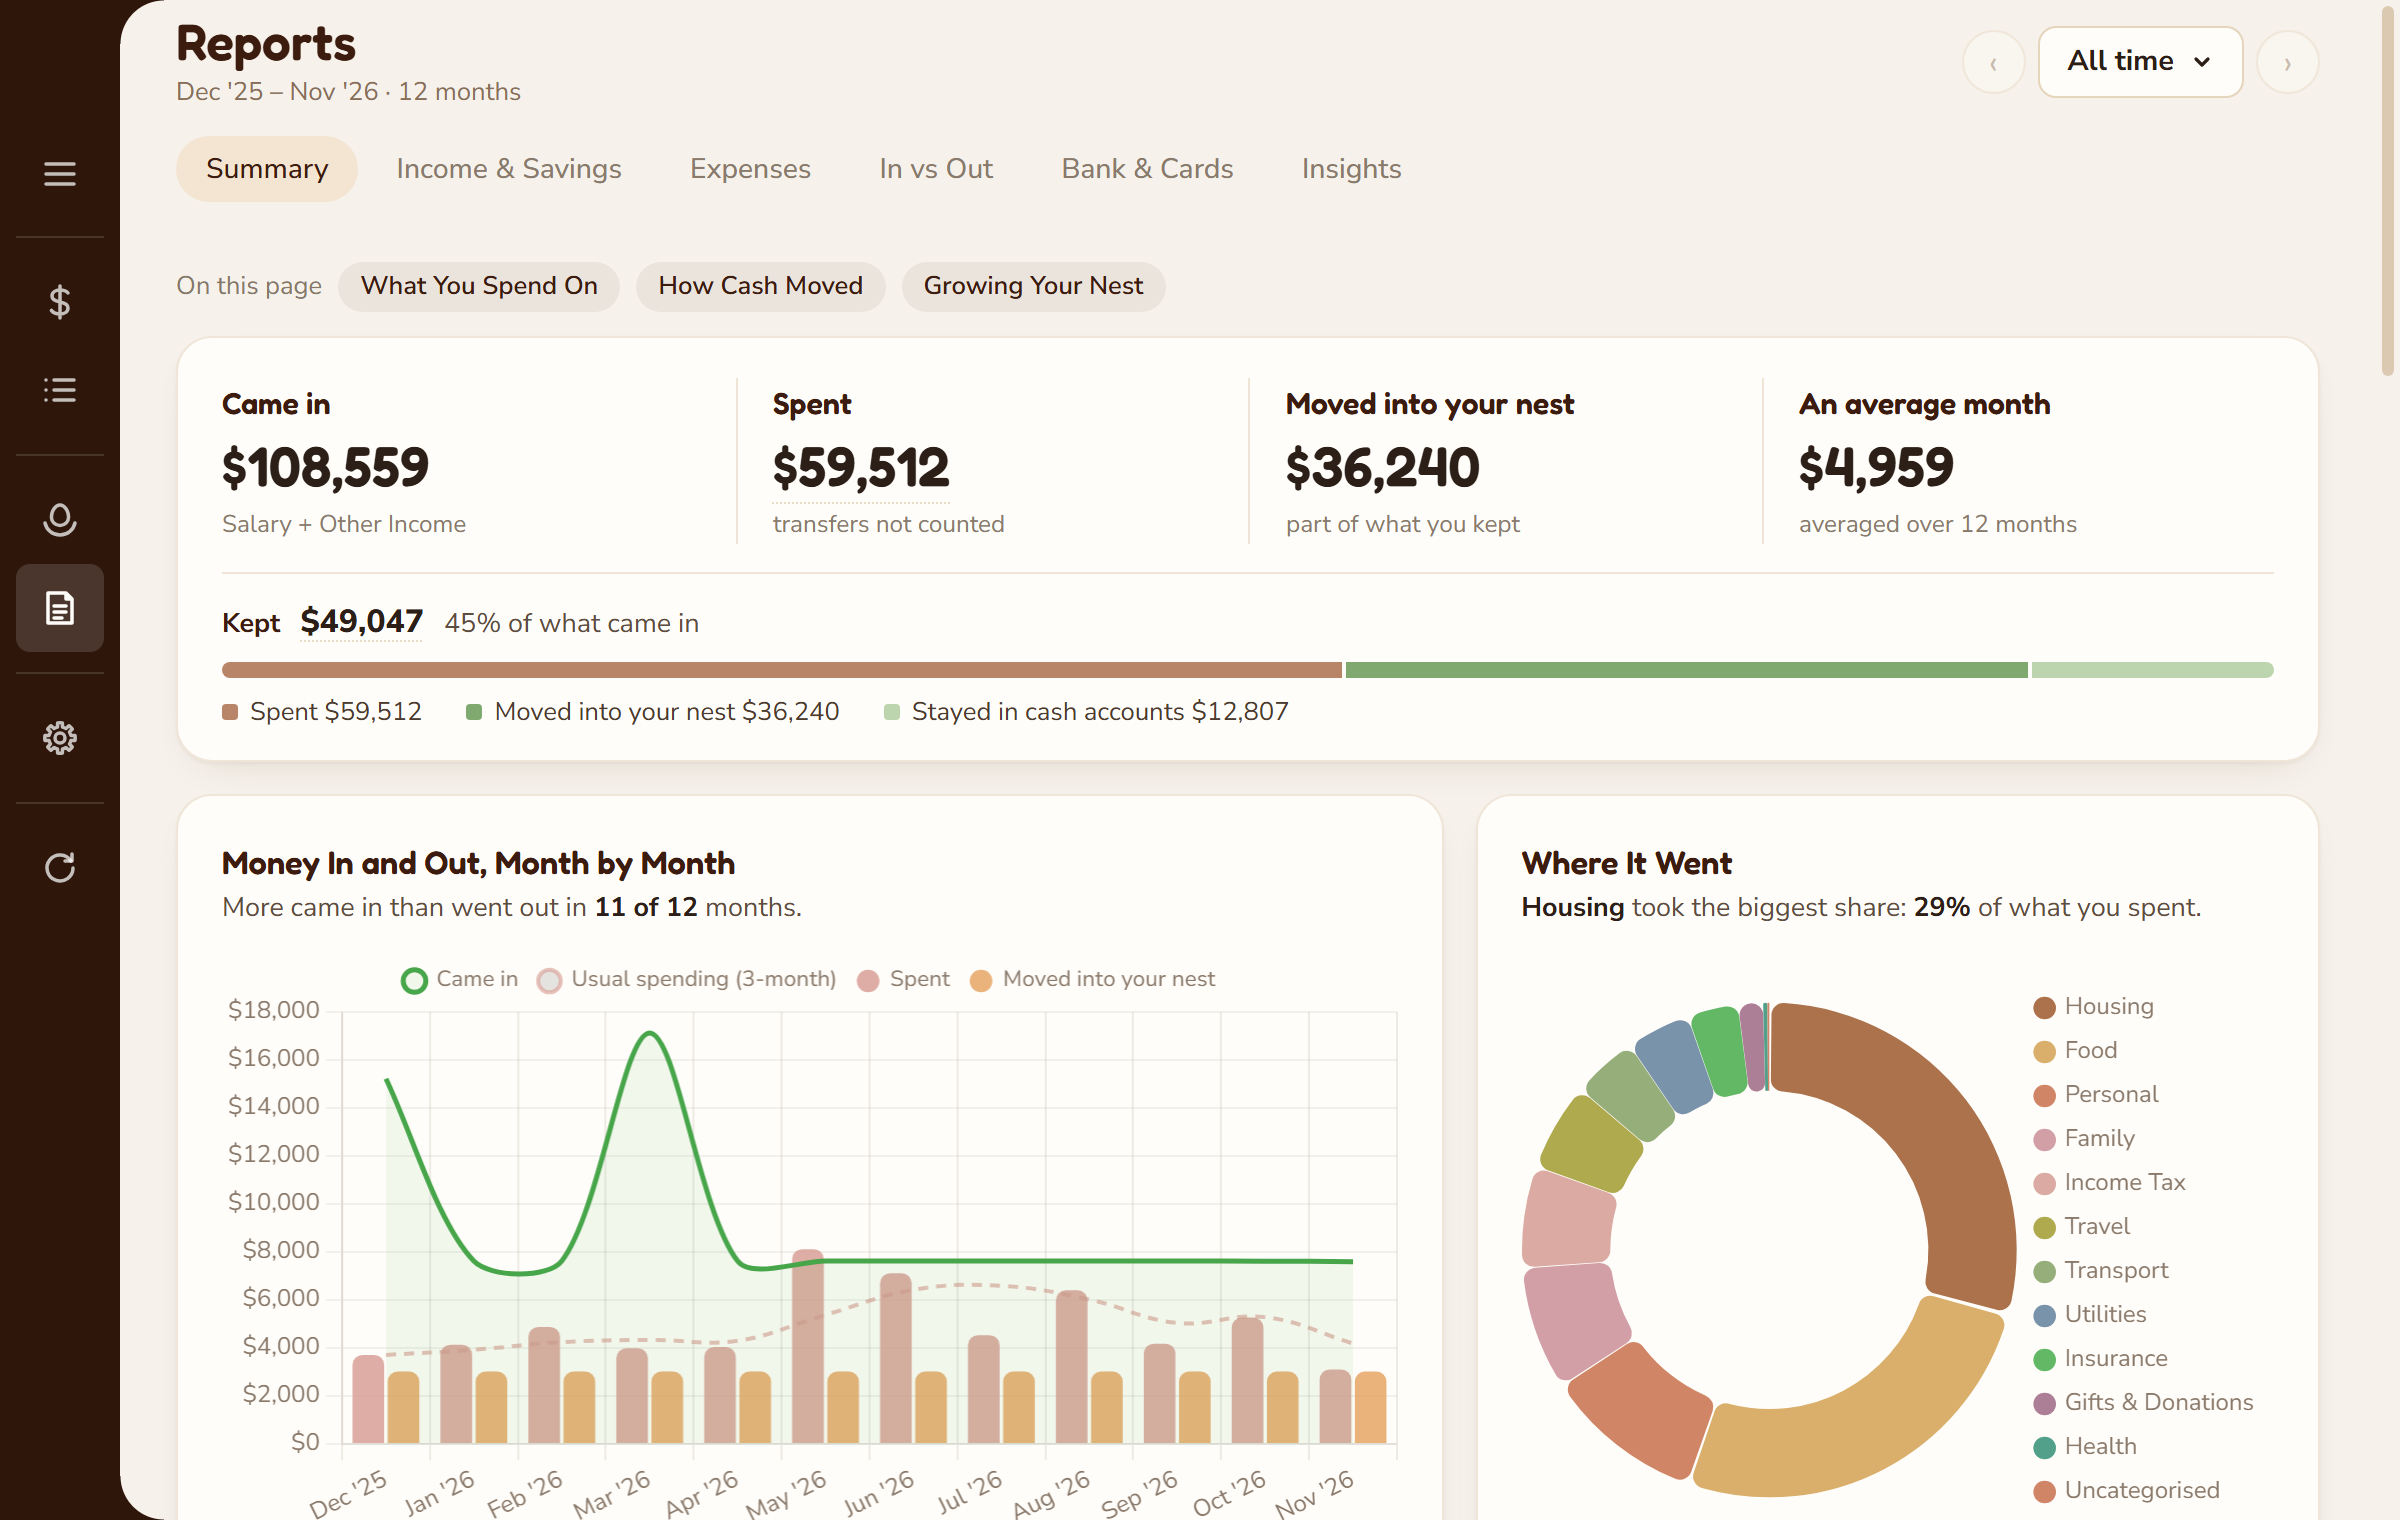 Reports
Dec '25 – Nov '26 · 12 months
‹
All time
›
Summary
Income & Savings
Expenses
In vs Out
Bank & Cards
Insights
On this page
What You Spend On
How Cash Moved
Growing Your Nest
Came in
$108,559
Salary + Other Income
Spent
$59,512
transfers not counted
Moved into your nest
$36,240
part of what you kept
An average month
$4,959
averaged over 12 months
Kept $49,047 45% of what came in
Spent $59,512
Moved into your nest $36,240
Stayed in cash accounts $12,807
Money In and Out, Month by Month
More came in than went out in 11 of 12 months.
Came in
Usual spending (3-month)
Spent
Moved into your nest
$18,000
$16,000
$14,000
$12,000
$10,000
$8,000
$6,000
$4,000
$2,000
$0
Dec '25
Jan '26
Feb '26
Mar '26
Apr '26
May '26
Jun '26
Jul '26
Aug '26
Sep '26
Oct '26
Nov '26
Where It Went
Housing took the biggest share: 29% of what you spent.
Housing
Food
Personal
Family
Income Tax
Travel
Transport
Utilities
Insurance
Gifts & Donations
Health
Uncategorised